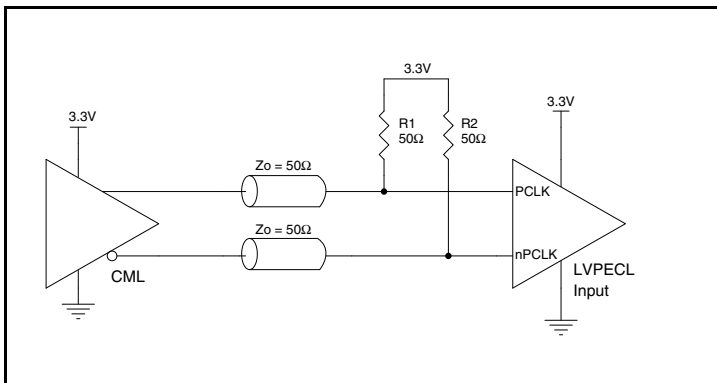 3.3V
3.3V
3.3V
R1
50Ω
R2
50Ω
Zo = 50Ω
PCLK
Zo = 50Ω
nPCLK
CML
LVPECL
Input